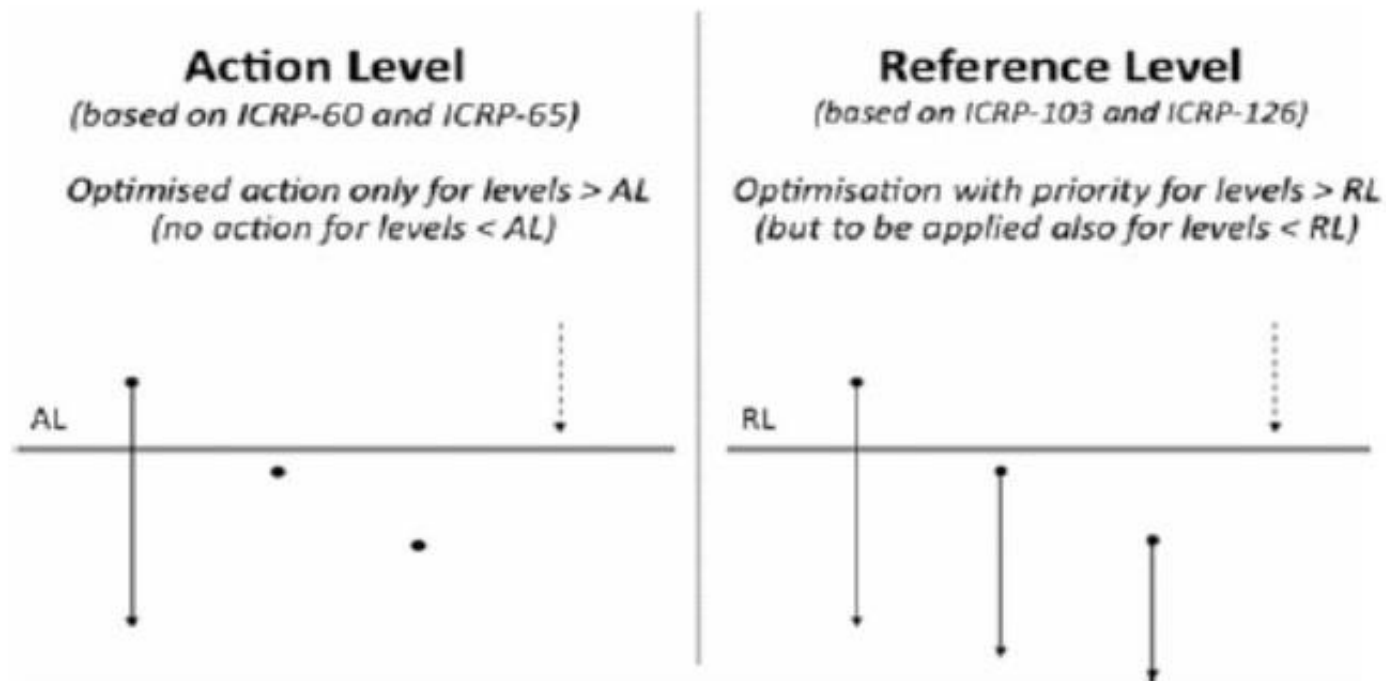 Action Level
(based on ICRP-60 and ICRP-65)
Optimised action only for levels > AL
(no action for levels < AL)
AL
Reference Level
(based on ICRP-103 and ICRP-126)
Optimisation with priority for levels > RL
(but to be applied also for levels < RL)
RL